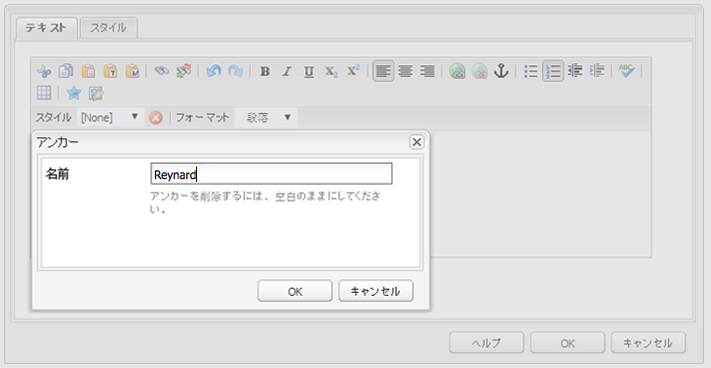 テキスト スタイル
B I U X₂ X²
ABC
スタイル [None] フォーマット 段落
アンカー
名前 Reynard
アンカーを削除するには、空白のままにしてくださ
い。
OK キャンセル
ヘルプ OK キャンセル